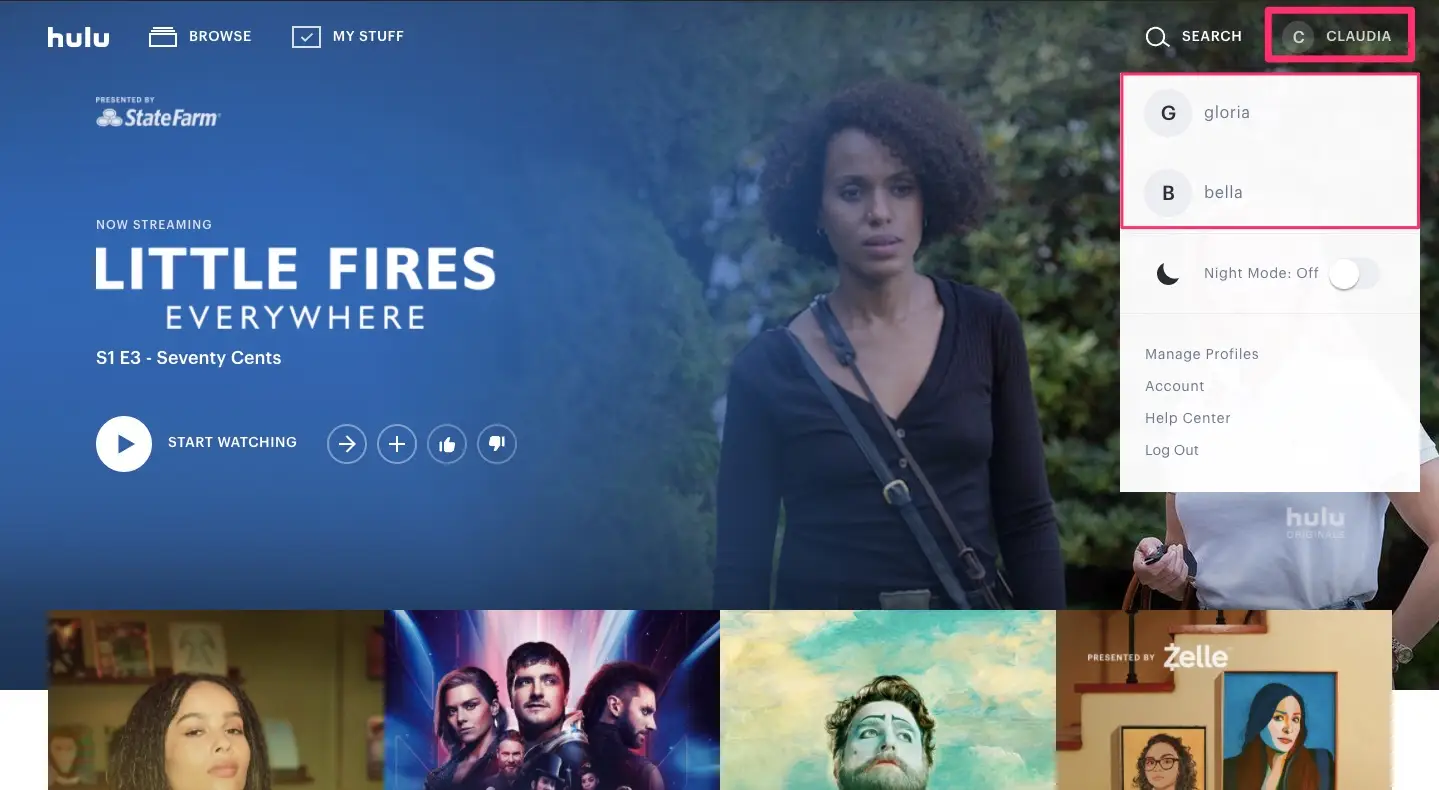 hulu
BROWSE
MY STUFF
SEARCH
C
CLAUDIA
PRESENTED BY
StateFarm
G
gloria
B
bella
NOW STREAMING
LITTLE FIRES
EVERYWHERE
S1 E3 - Seventy Cents
START WATCHING
Night Mode: Off
Manage Profiles
Account
Help Center
Log Out
hulu
ORIGINALS
PRESENTED BY
Zelle